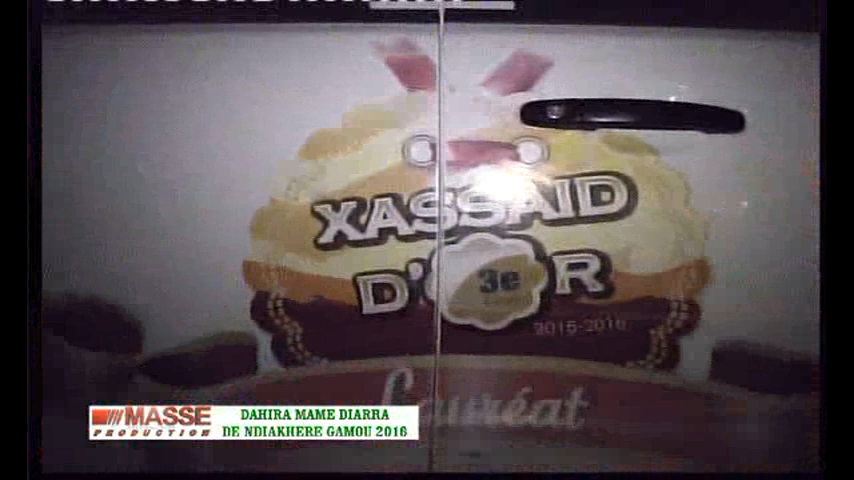 XASSAID
D'OR
3e
2015-2016
Lauréat
MASSE
PRODUCTION
DAHIRA MAME DIARRA
DE NDIAKHERE GAMOU 2016